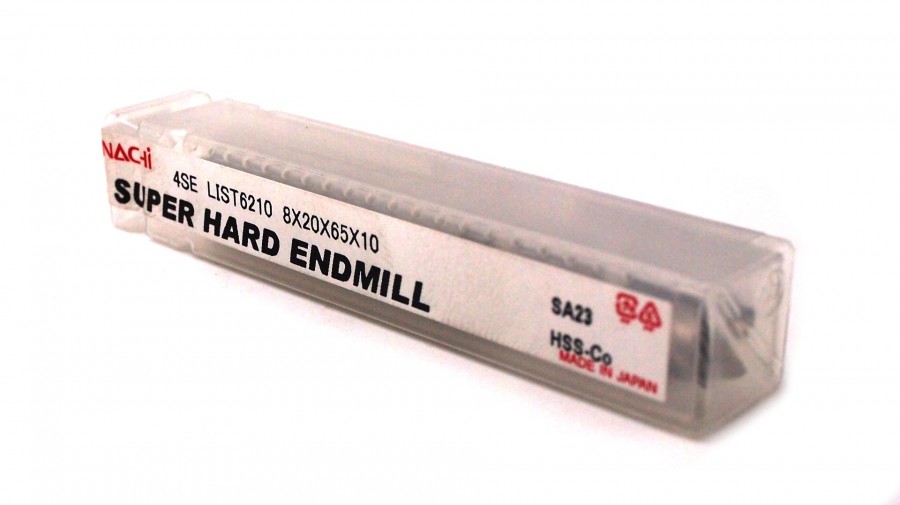 NACHi
4SE LIST6210 8X20X65X10
SUPER HARD ENDMILL
SA23
HSS-Co
MADE IN JAPAN